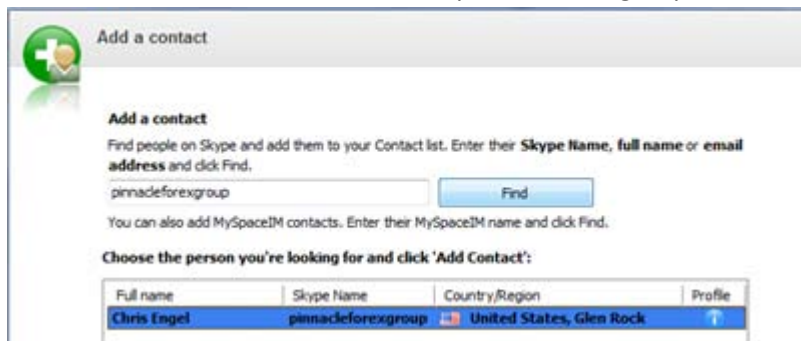 Add a contact
Add a contact
Find people on Skype and add them to your Contact list. Enter their Skype Name, full name or email
address and click Find.
pinnacleforexgroup Find
You can also add MySpaceIM contacts. Enter their MySpaceIM name and click Find.
Choose the person you're looking for and click 'Add Contact':
Full name Skype Name Country/Region Profile
Chris Engel pinnacleforexgroup United States, Glen Rock